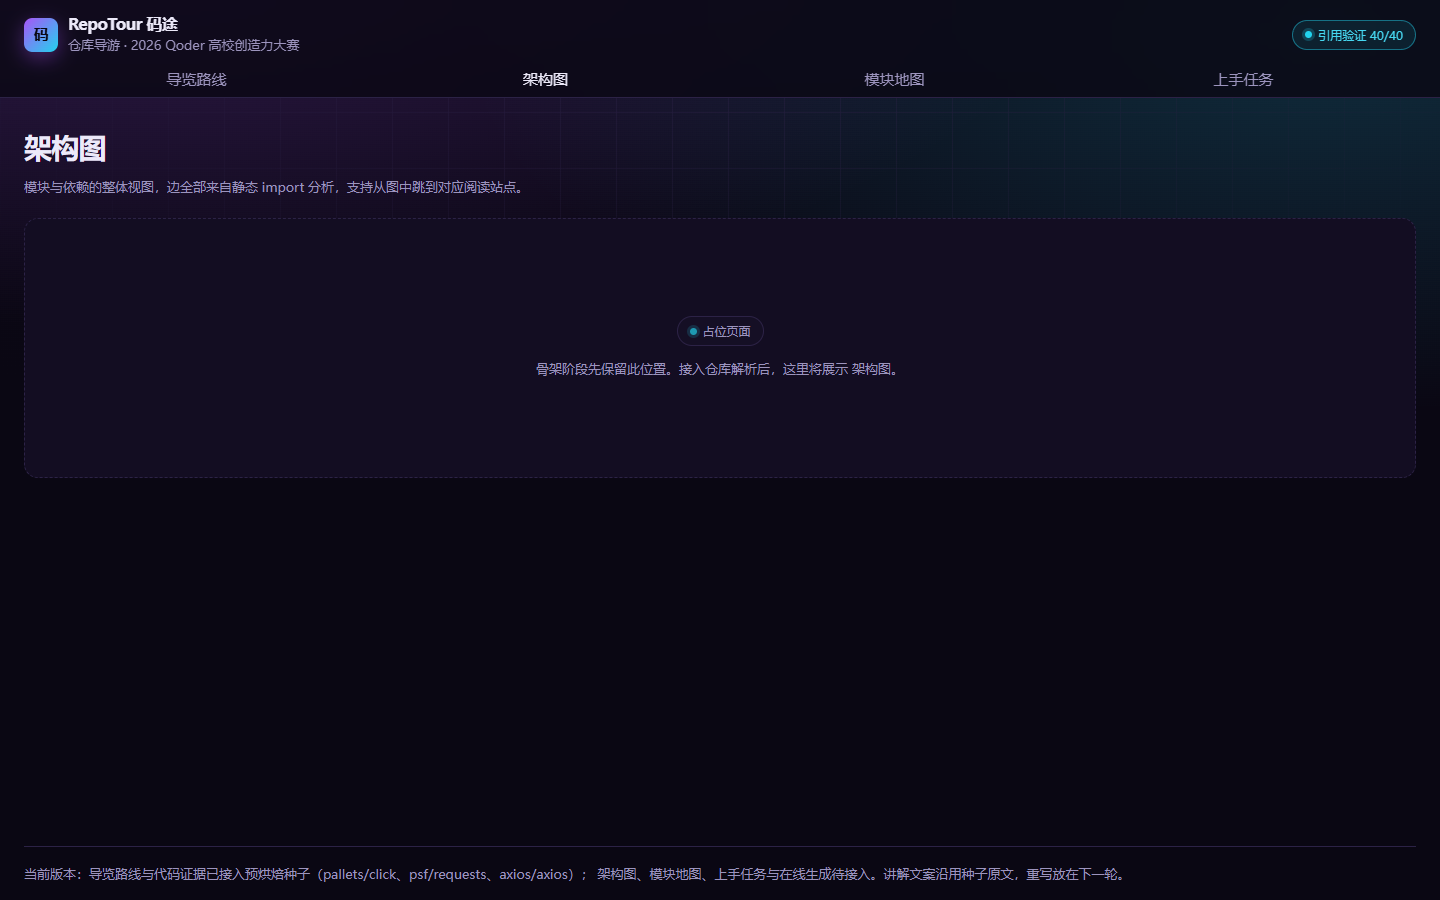 码
RepoTour 码途
仓库导游 · 2026 Qoder 高校创造力大赛
引用验证 40/40
导览路线
架构图
模块地图
上手任务
架构图
模块与依赖的整体视图，边全部来自静态 import 分析，支持从图中跳到对应阅读站点。
占位页面
骨架阶段先保留此位置。接入仓库解析后，这里将展示 架构图。
当前版本：导览路线与代码证据已接入预烘焙种子（pallets/click、psf/requests、axios/axios）； 架构图、模块地图、上手任务与在线生成待接入。讲解文案沿用种子原文，重写放在下一轮。